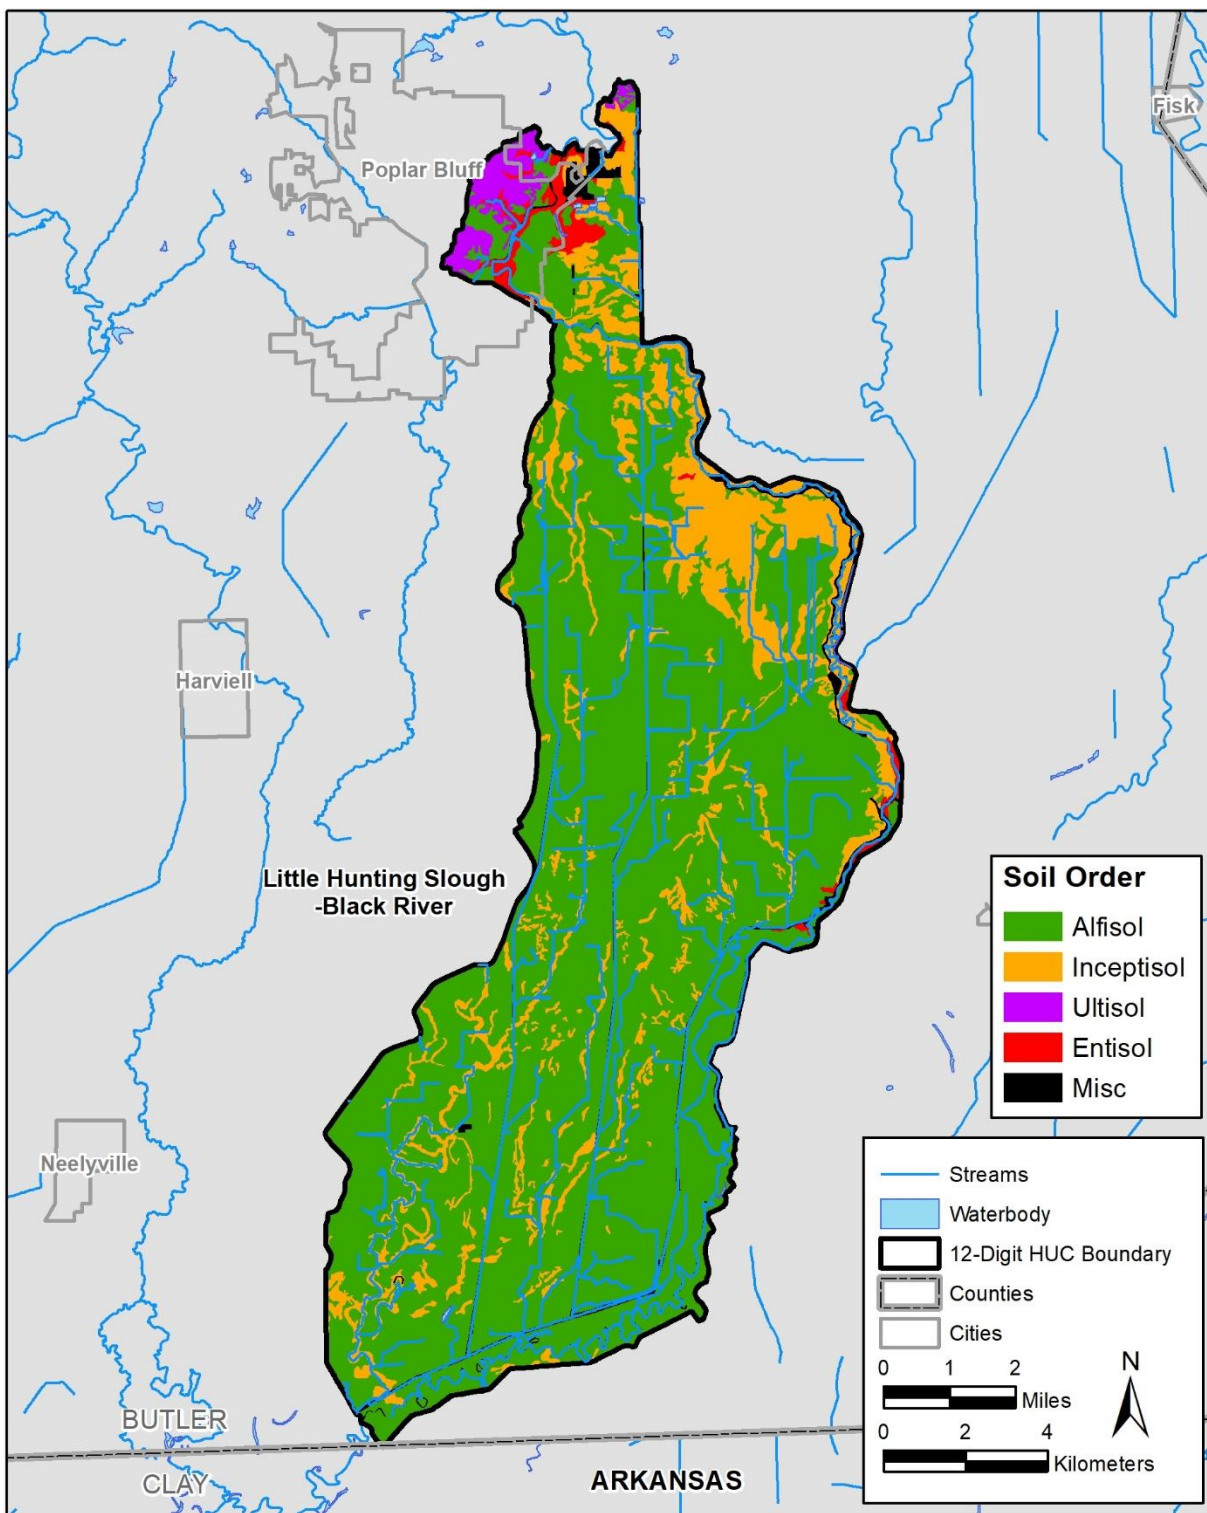 Fisk
Poplar Bluff
Harviell
Little Hunting Slough
-Black River
Neelyville
BUTLER
CLAY
ARKANSAS
Soil Order
Alfisol
Inceptisol
Ultisol
Entisol
Misc
Streams
Waterbody
12-Digit HUC Boundary
Counties
Cities
0 1 2
Miles
0 2 4
Kilometers
N